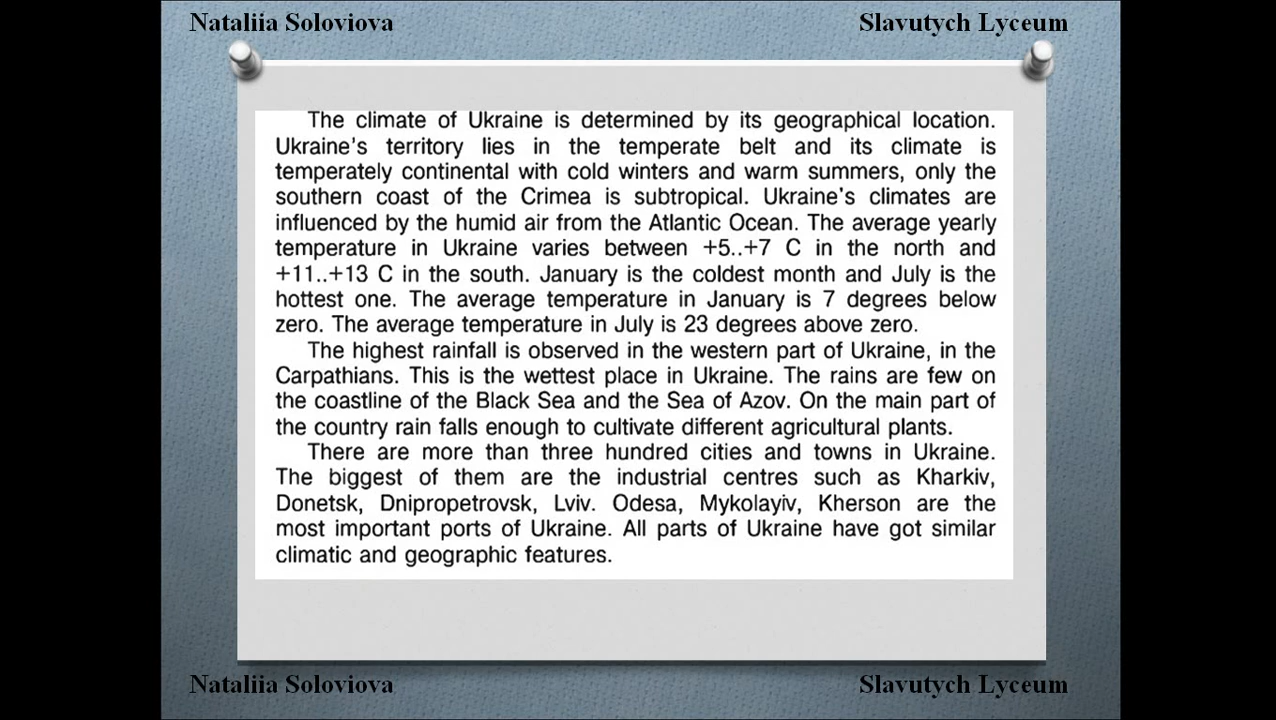 Nataliia Soloviova
Slavutych Lyceum
The climate of Ukraine is determined by its geographical location.
Ukraine's territory lies in the temperate belt and its climate is
temperately continental with cold winters and warm summers, only the
southern coast of the Crimea is subtropical. Ukraine's climates are
influenced by the humid air from the Atlantic Ocean. The average yearly
temperature in Ukraine varies between +5..+7 C in the north and
+11..+13 C in the south. January is the coldest month and July is the
hottest one. The average temperature in January is 7 degrees below
zero. The average temperature in July is 23 degrees above zero.
The highest rainfall is observed in the western part of Ukraine, in the
Carpathians. This is the wettest place in Ukraine. The rains are few on
the coastline of the Black Sea and the Sea of Azov. On the main part of
the country rain falls enough to cultivate different agricultural plants.
There are more than three hundred cities and towns in Ukraine.
The biggest of them are the industrial centres such as Kharkiv,
Donetsk, Dnipropetrovsk, Lviv. Odesa, Mykolayiv, Kherson are the
most important ports of Ukraine. All parts of Ukraine have got similar
climatic and geographic features.
Nataliia Soloviova
Slavutych Lyceum